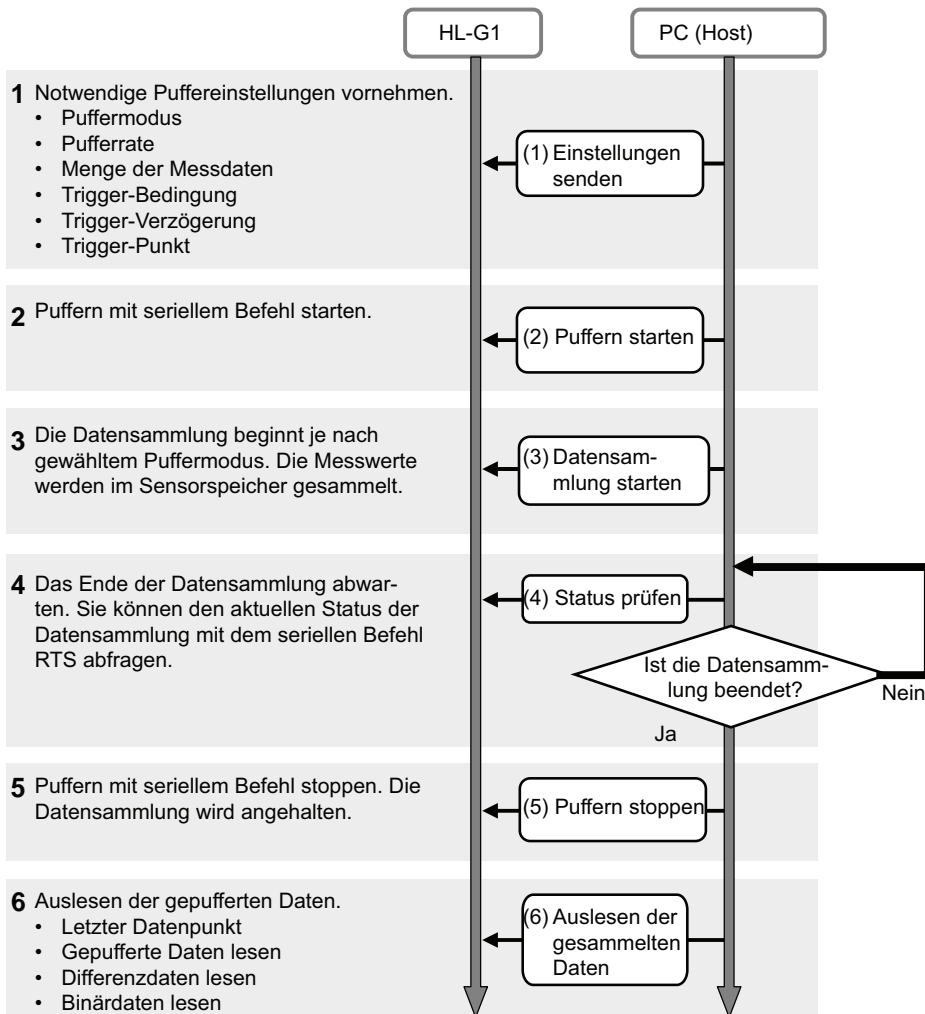 HL-G1
PC (Host)
1 Notwendige Puffereinstellungen vornehmen.
• Puffermodus
• Pufferrate
• Menge der Messdaten
• Trigger-Bedingung
• Trigger-Verzögerung
• Trigger-Punkt
(1) Einstellungen
senden
2 Puffern mit seriellem Befehl starten.
(2) Puffern starten
3 Die Datensammlung beginnt je nach
gewähltem Puffermodus. Die Messwerte
werden im Sensorspeicher gesammelt.
(3) Datensam-
mlung starten
4 Das Ende der Datensammlung abwar-
ten. Sie können den aktuellen Status der
Datensammlung mit dem seriellen Befehl
RTS abfragen.
(4) Status prüfen
Ist die Datensamm-
lung beendet?
Nein
Ja
5 Puffern mit seriellem Befehl stoppen. Die
Datensammlung wird angehalten.
(5) Puffern stoppen
6 Auslesen der gepufferten Daten.
• Letzter Datenpunkt
• Gepufferte Daten lesen
• Differenzdaten lesen
• Binärdaten lesen
(6) Auslesen der
gesammelten
Daten